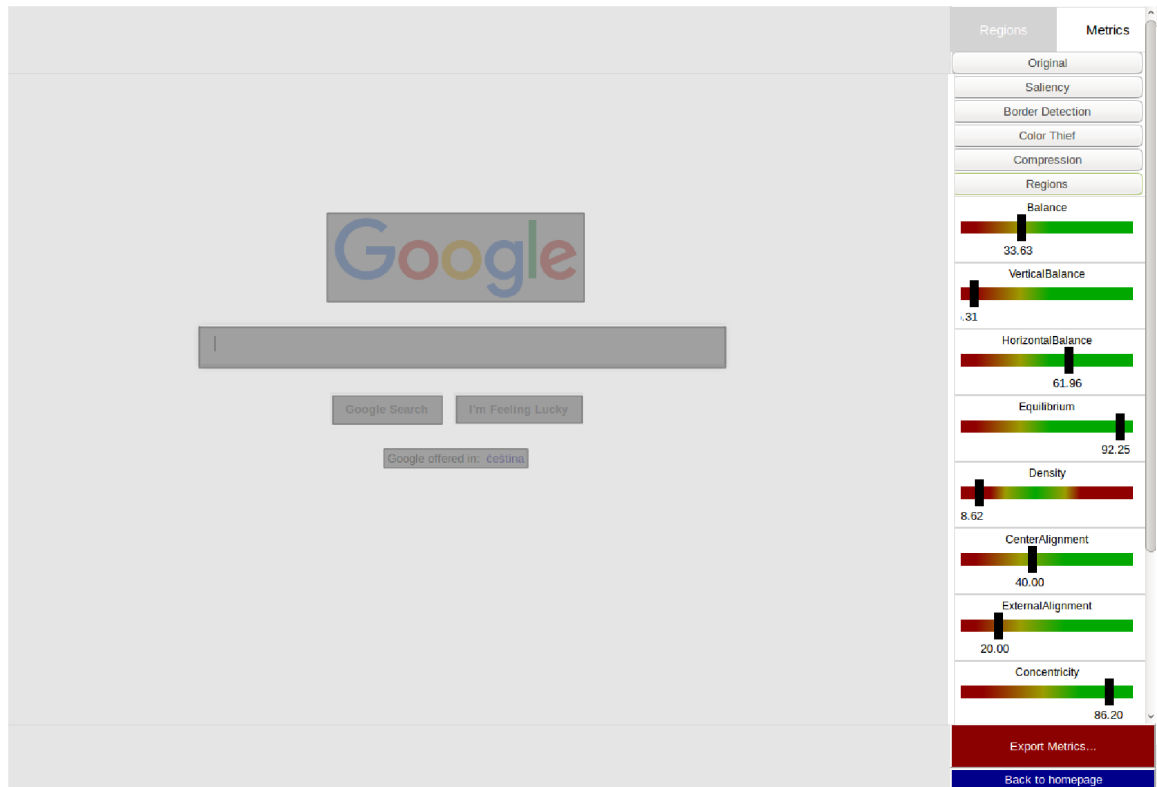 Regions Metrics
Original
Saliency
Border Detection
Color Thief
Compression
Regions
Balance
33.63
VerticalBalance
.31
HorizontalBalance
61.96
Equilibrium
92.25
Density
8.62
CenterAlignment
40.00
ExternalAlignment
20.00
Concentricity
86.20
Export Metrics...
Back to homepage
Google
Google Search I'm Feeling Lucky
Google offered in: čeština